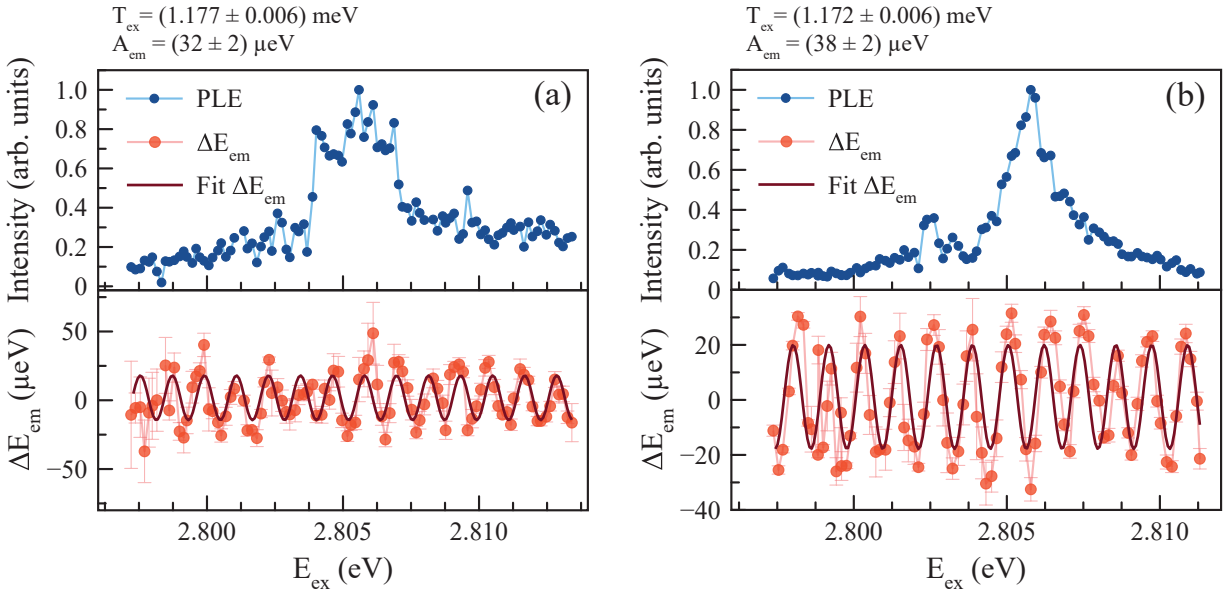 T_ex = (1.177 ± 0.006) meV
A_em = (32 ± 2) µeV
(a)
PLE
ΔE_em
Fit ΔE_em
Intensity (arb. units)
1.0
0.8
0.6
0.4
0.2
0
ΔE_em (µeV)
50
0
−50
2.800
2.805
2.810
E_ex (eV)
T_ex = (1.172 ± 0.006) meV
A_em = (38 ± 2) µeV
(b)
PLE
ΔE_em
Fit ΔE_em
Intensity (arb. units)
1.0
0.8
0.6
0.4
0.2
0
ΔE_em (µeV)
20
0
−20
−40
2.800
2.805
2.810
E_ex (eV)